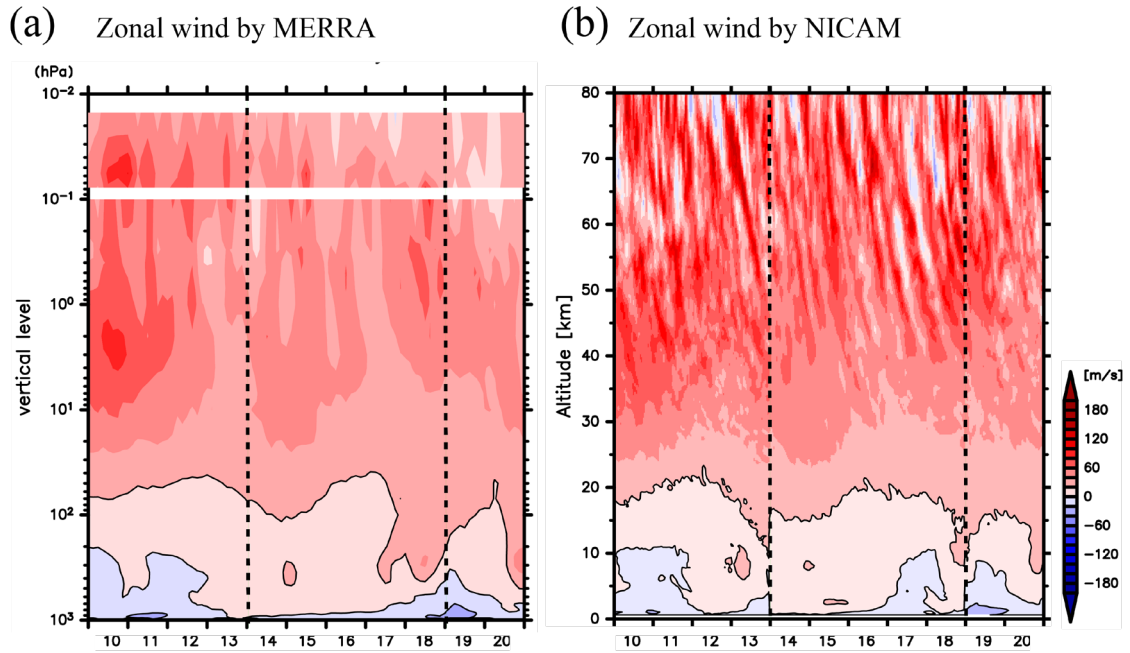 (a) Zonal wind by MERRA
(hPa)
10⁻²
10⁻¹
10⁰
10¹
10²
10³
vertical level
10 11 12 13 14 15 16 17 18 19 20
(b) Zonal wind by NICAM
80
70
60
50
40
30
20
10
0
Altitude [km]
10 11 12 13 14 15 16 17 18 19 20
[m/s]
180
120
60
0
−60
−120
−180